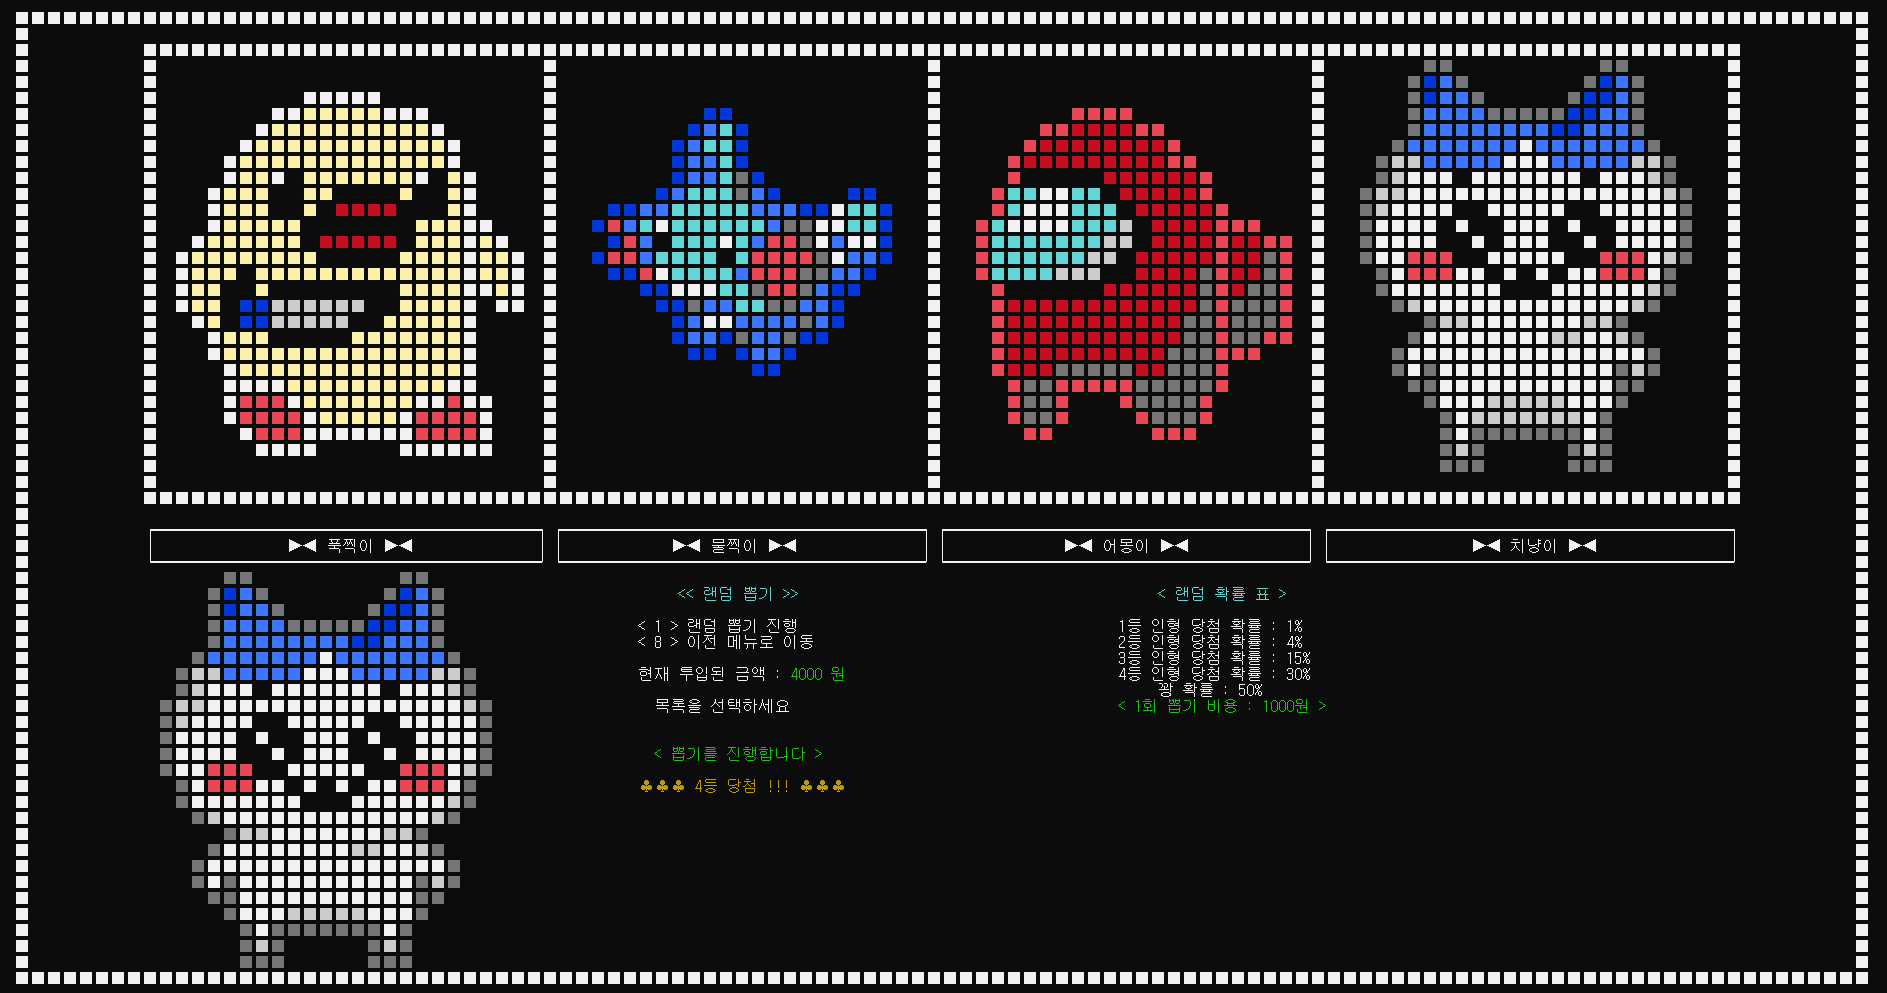 ▶◀ 푹찍이 ▶◀
▶◀ 물찍이 ▶◀
▶◀ 어몽이 ▶◀
▶◀ 치냥이 ▶◀
<< 랜덤 뽑기 >>
< 1 > 랜덤 뽑기 진행
< 8 > 이전 메뉴로 이동
현재 투입된 금액 : 4000 원
목록을 선택하세요
< 뽑기를 진행합니다 >
♣♣♣ 4등 당첨 !!! ♣♣♣
< 랜덤 확률 표 >
1등 인형 당첨 확률 : 1%
2등 인형 당첨 확률 : 4%
3등 인형 당첨 확률 : 15%
4등 인형 당첨 확률 : 30%
꽝 확률 : 50%
< 1회 뽑기 비용 : 1000원 >